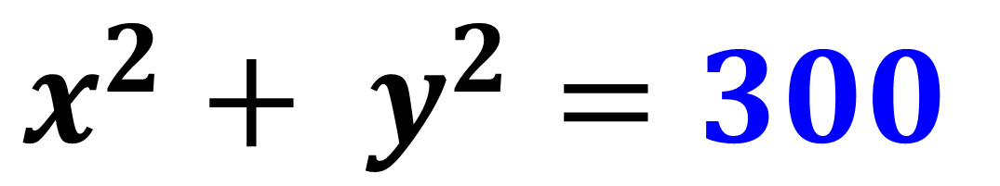 x² + y² = 300